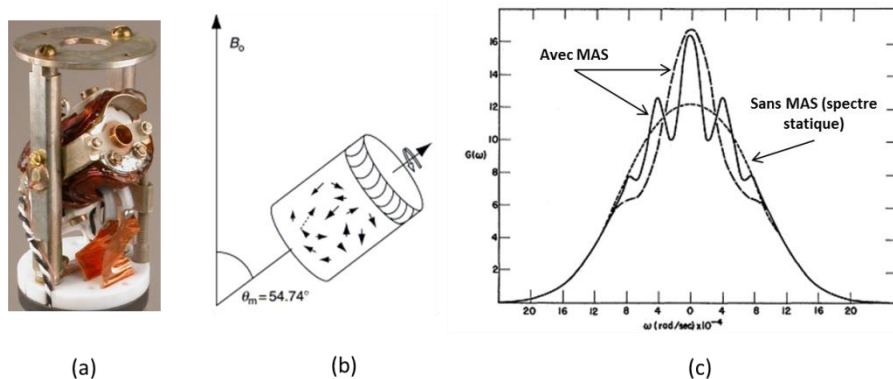 B₀
θₘ = 54.74°
Avec MAS
Sans MAS (spectre
statique)
G(ω)
16
14
12
10
8
6
4
2
20 16 12 8 4 0 4 8 12 16 20
ω (rad/sec) x10⁻⁴
(a) (b) (c)